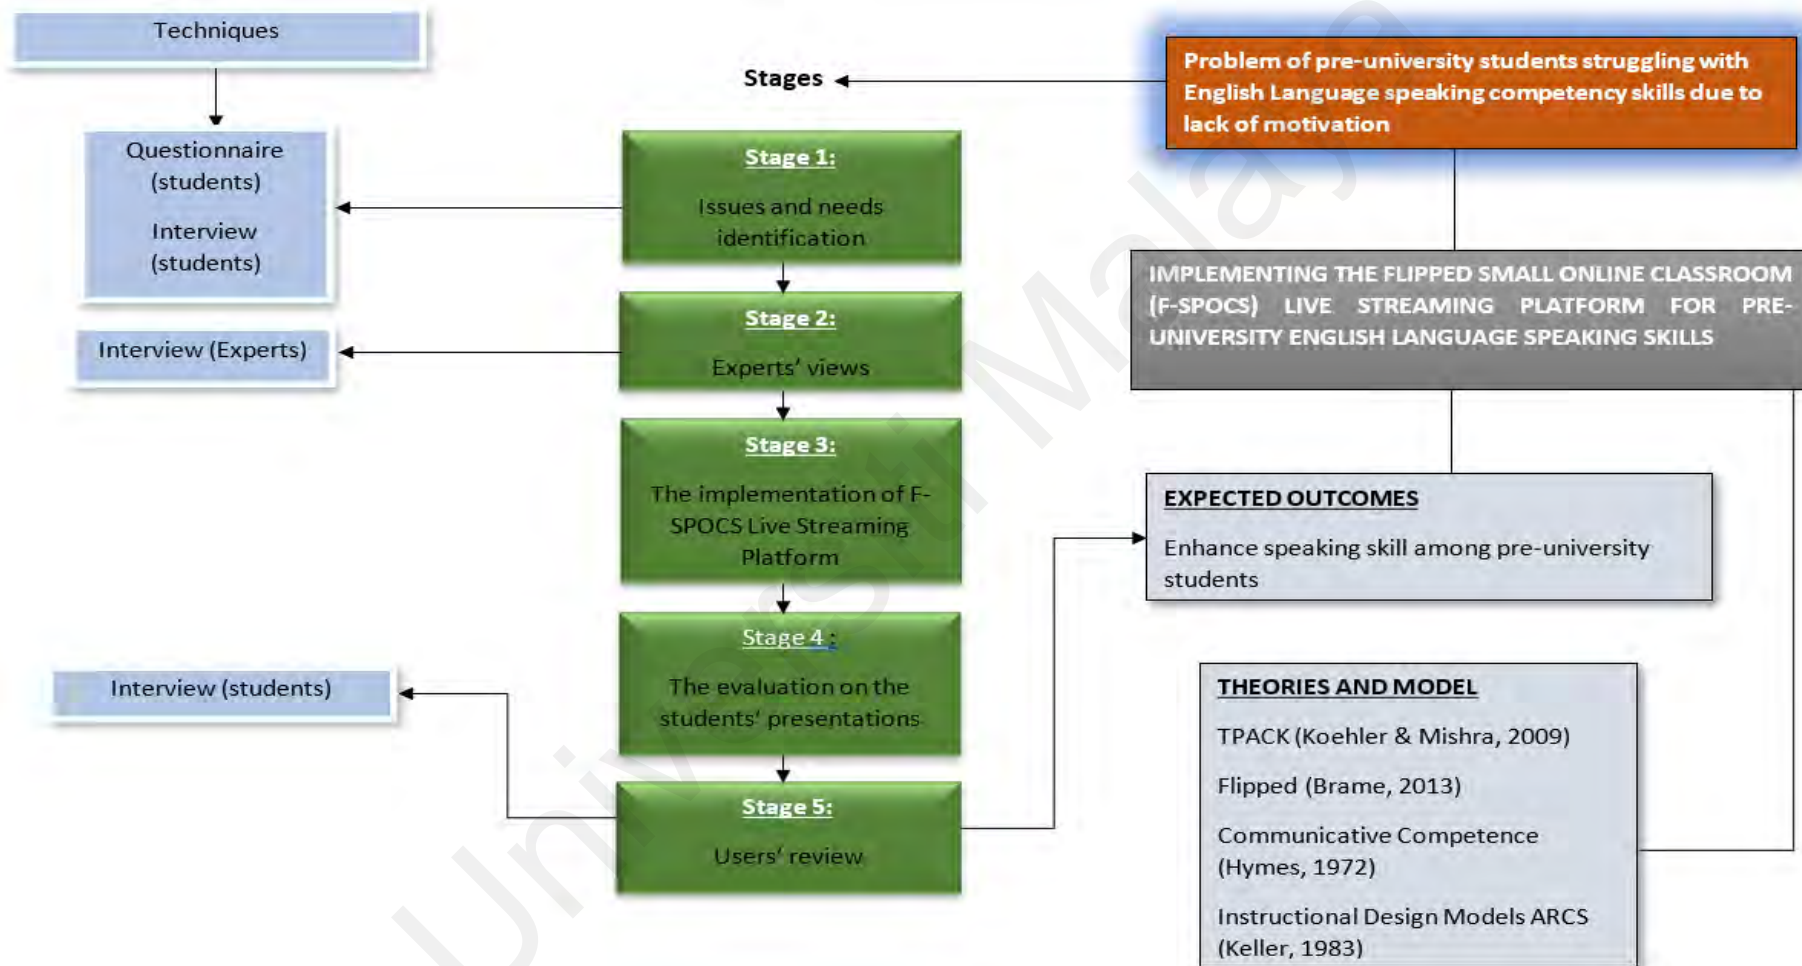 Techniques
Questionnaire
(students)
Interview
(students)
Interview (Experts)
Interview (students)
Stages
Stage 1:
Issues and needs
identification
Stage 2:
Experts' views
Stage 3:
The implementation of F-
SPOCS Live Streaming
Platform
Stage 4 :
The evaluation on the
students' presentations
Stage 5:
Users' review
Problem of pre-university students struggling with
English Language speaking competency skills due to
lack of motivation
IMPLEMENTING THE FLIPPED SMALL ONLINE CLASSROOM
(F-SPOCS) LIVE STREAMING PLATFORM FOR PRE-
UNIVERSITY ENGLISH LANGUAGE SPEAKING SKILLS
EXPECTED OUTCOMES
Enhance speaking skill among pre-university
students
THEORIES AND MODEL
TPACK (Koehler & Mishra, 2009)
Flipped (Brame, 2013)
Communicative Competence
(Hymes, 1972)
Instructional Design Models ARCS
(Keller, 1983)
Universiti Malaya